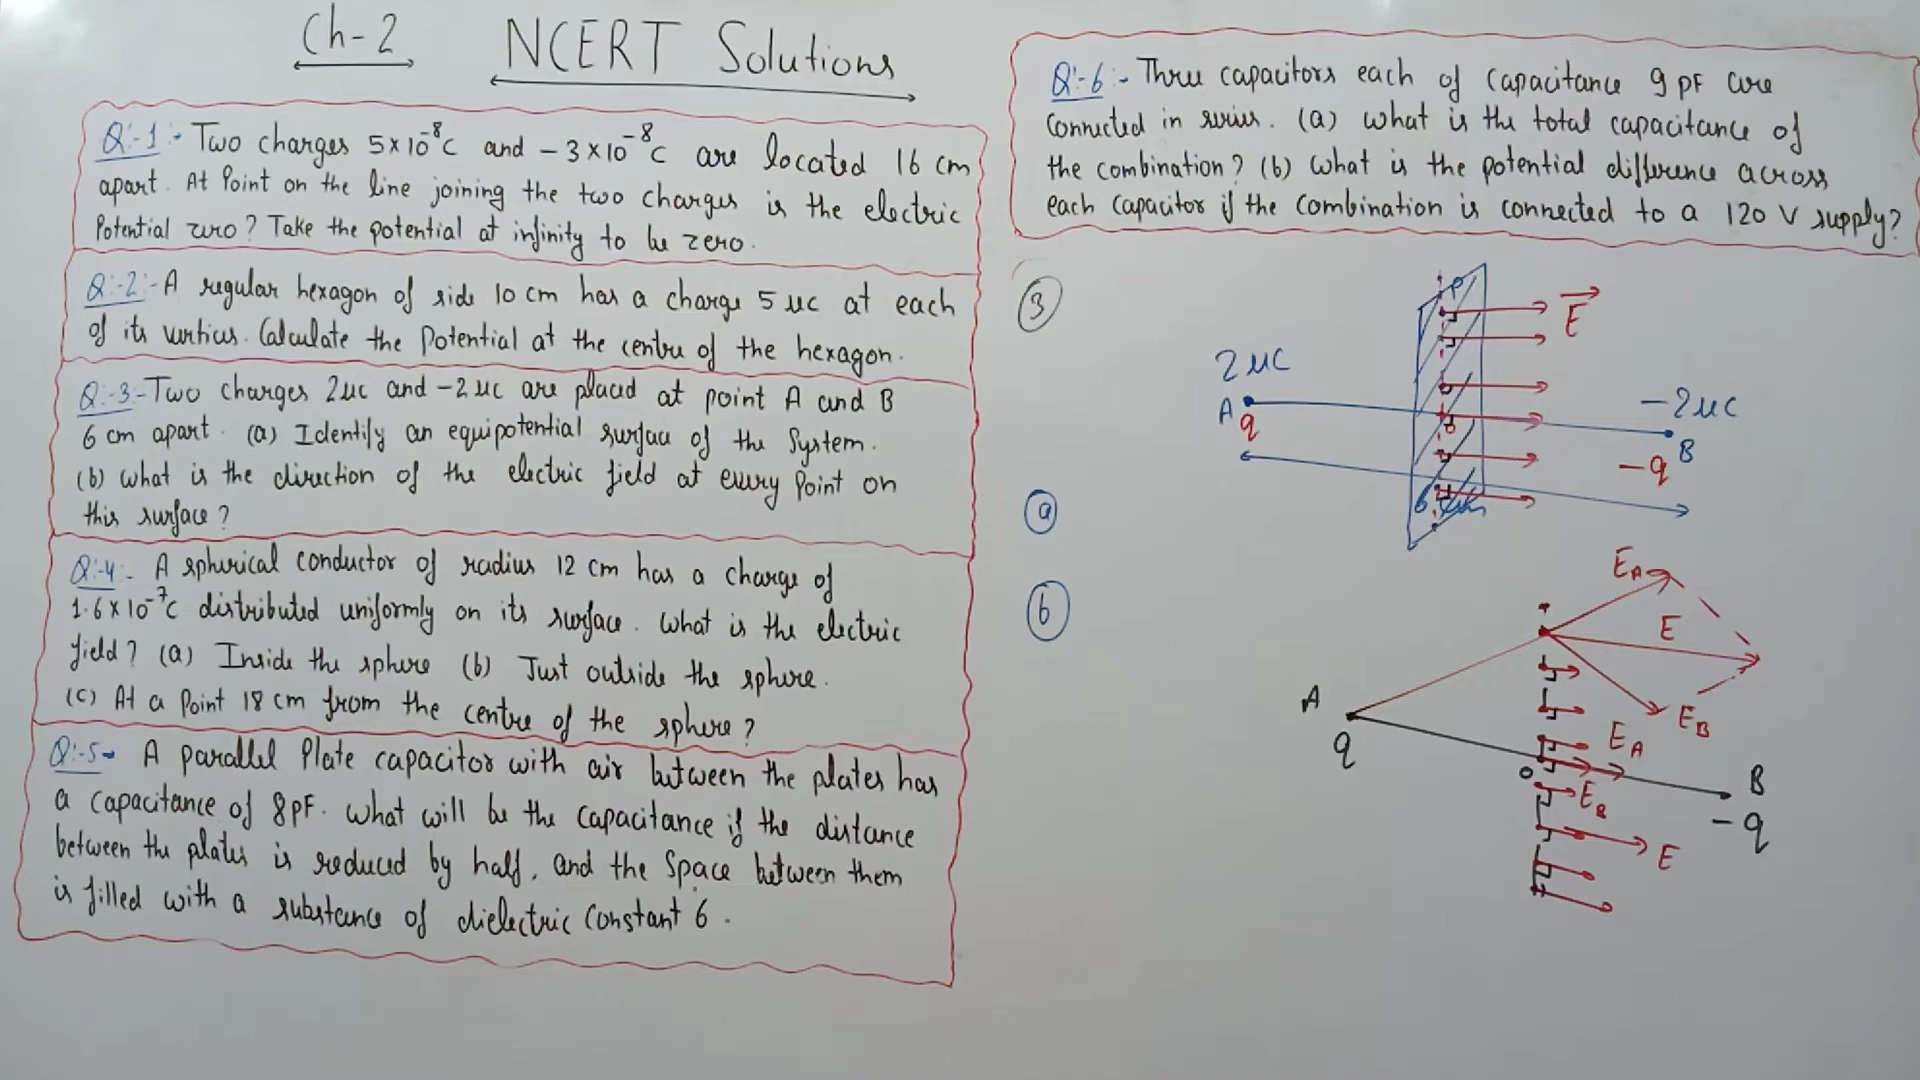 Ch-2 NCERT Solutions
Q:-1:- Two charges 5×10⁻⁸C and -3×10⁻⁸C are located 16 cm
apart. At Point on the line joining the two charges is the electric
Potential zero? Take the potential at infinity to be zero.
Q:-2:- A regular hexagon of side 10 cm has a charge 5 μc at each
of its vertices. Calculate the Potential at the centre of the hexagon.
Q:-3:- Two charges 2μc and -2μc are placed at point A and B
6 cm apart. (a) Identify an equipotential surface of the System.
(b) what is the direction of the electric field at every Point on
this surface?
Q:-4:- A spherical conductor of radius 12 cm has a charge of
1.6×10⁻⁷C distributed uniformly on its surface. What is the electric
field? (a) Inside the sphere (b) Just outside the sphere.
(c) At a Point 18 cm from the centre of the sphere?
Q:-5- A parallel Plate capacitor with air between the plates has
a capacitance of 8pF. What will be the capacitance if the distance
between the plates is reduced by half, and the Space between them
is filled with a substance of dielectric Constant 6.
Q:-6:- Three capacitors each of Capacitance 9 pF are
Connected in series. (a) what is the total capacitance of
the combination? (b) What is the potential difference across
each Capacitor if the Combination is connected to a 120 V supply?
3
P
E
2μC
A
q
O
-2μC
B
-q
a
b
E_A
E
E_B
A
q
E_A
O
E_B
B
-q
E